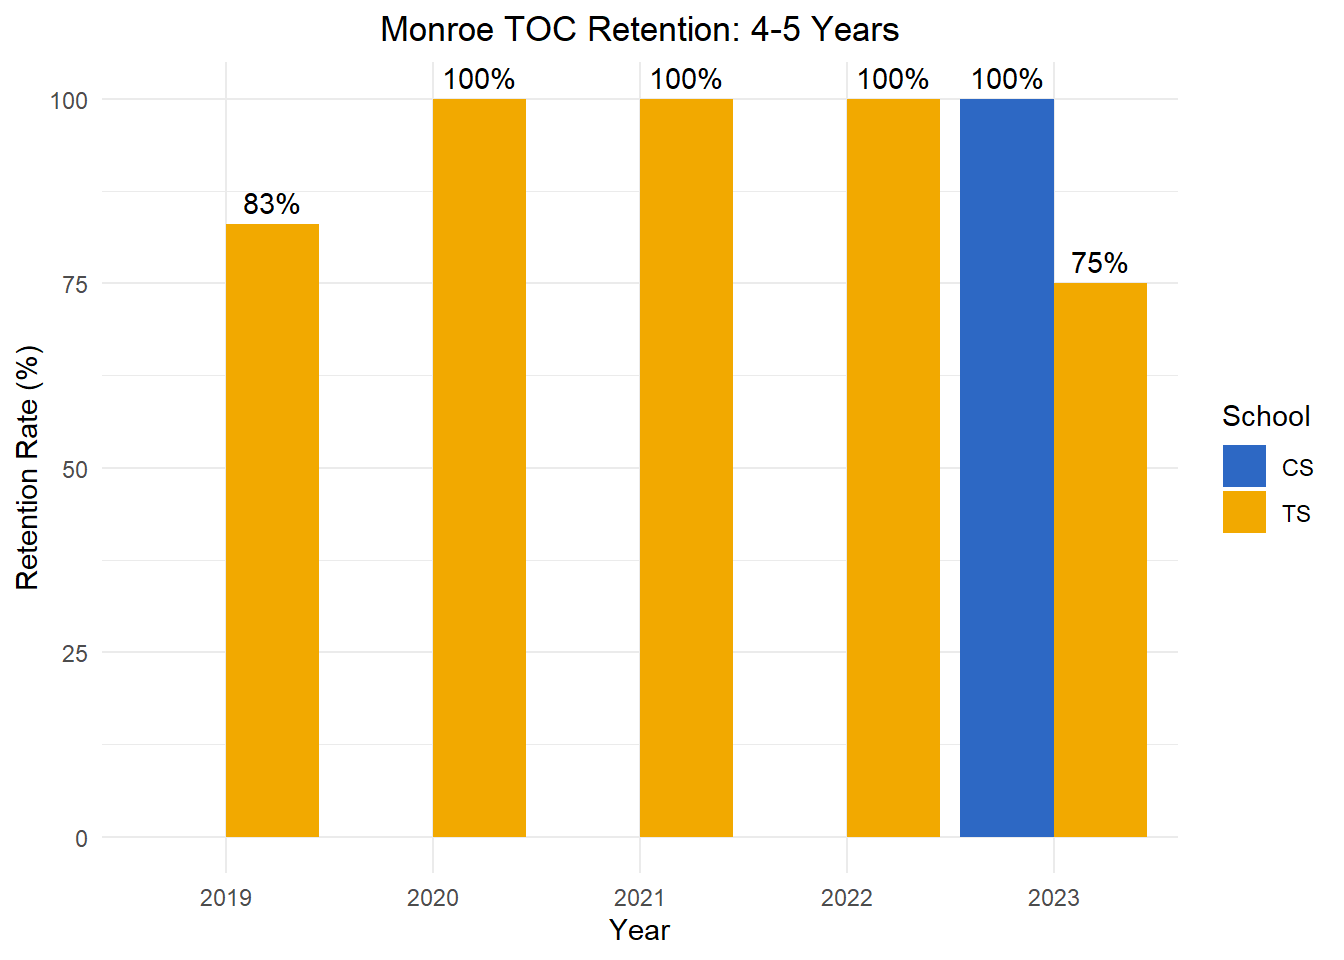 Monroe TOC Retention: 4-5 Years
100% 100% 100% 100%
100
83%
75%
75
50
25
0
Retention Rate (%)
2019 2020 2021 2022 2023
Year
School
CS
TS